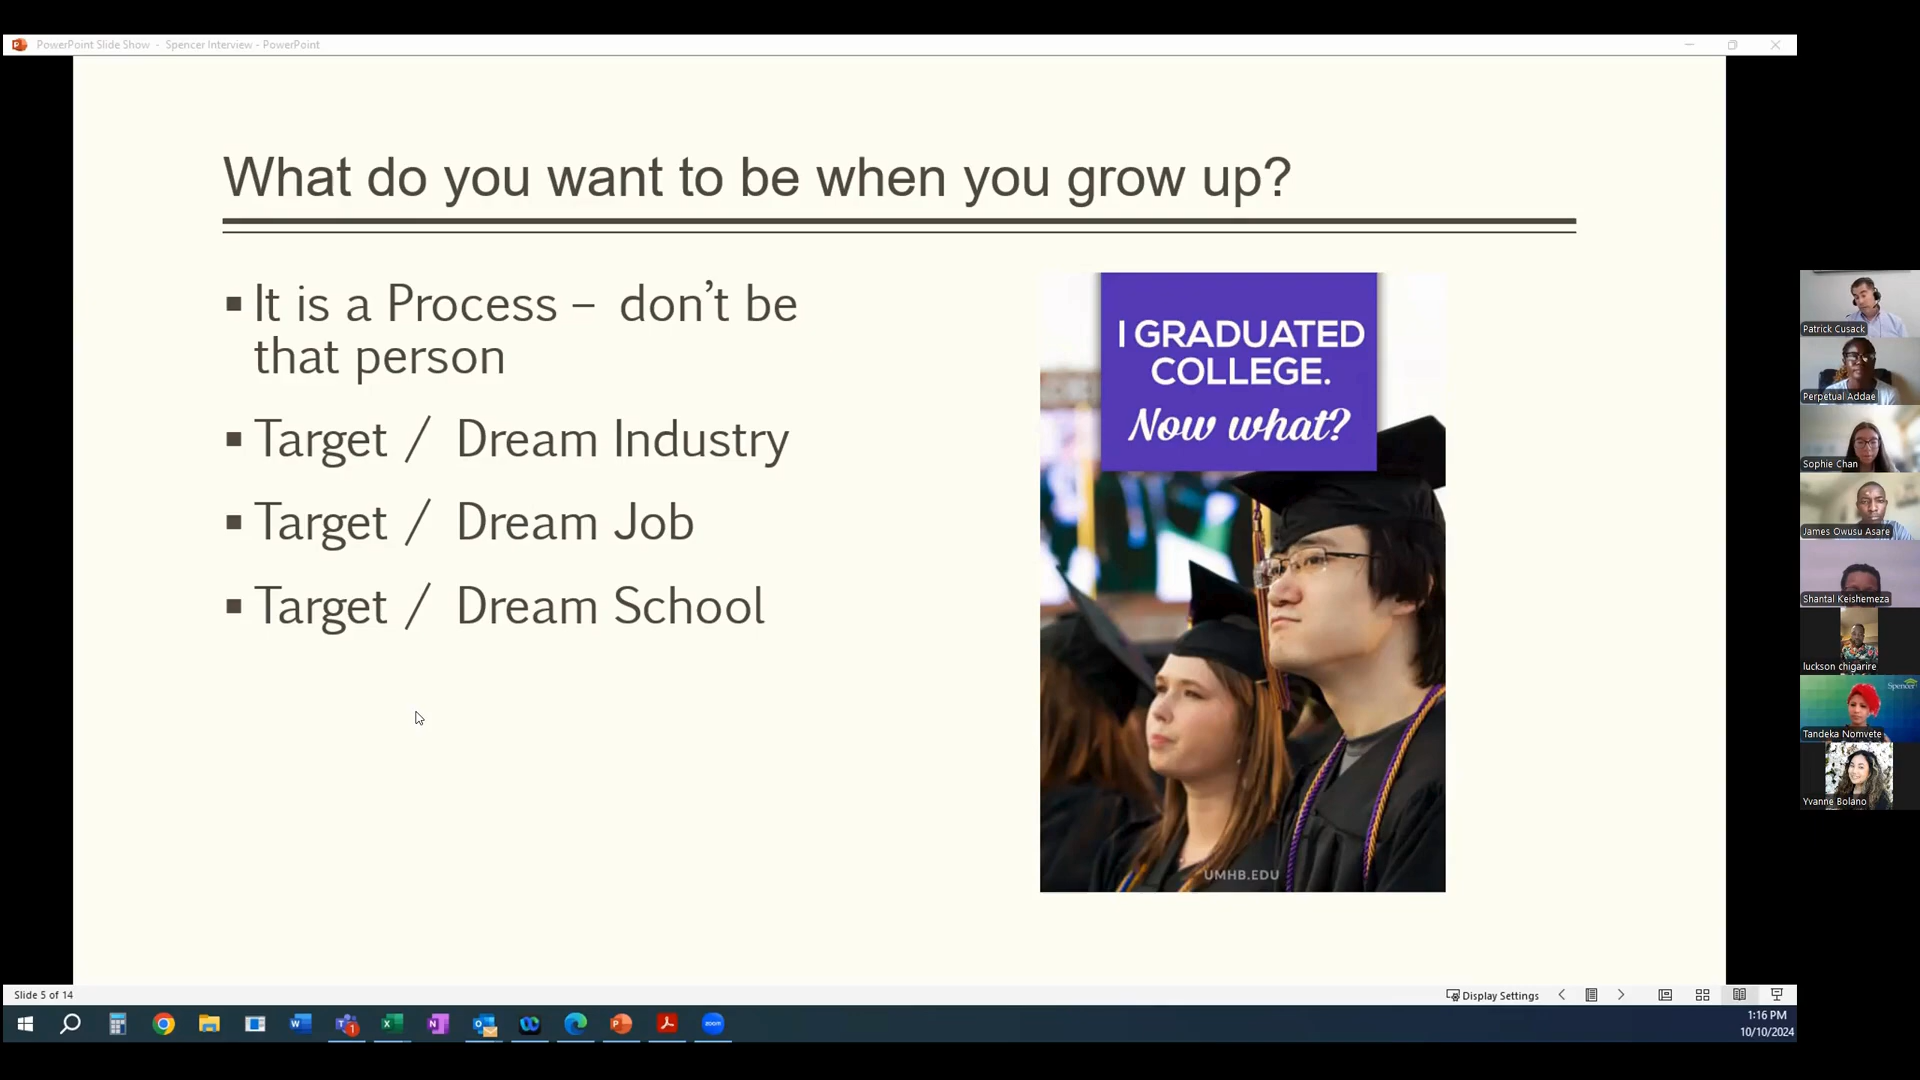 PowerPoint Slide Show - Spencer Interview - PowerPoint
What do you want to be when you grow up?
▪ It is a Process – don’t be
that person
▪ Target / Dream Industry
▪ Target / Dream Job
▪ Target / Dream School
I GRADUATED
COLLEGE.
Now what?
UMHB.EDU
Patrick Cusack
Perpetual Addae
Sophie Chan
James Owusu Asare
Shantal Keishemeza
luckson chigarire
Spencer
Tandeka Nomvete
Yvanne Bolano
Slide 5 of 14
Display Settings
zoom
1:16 PM
10/10/2024